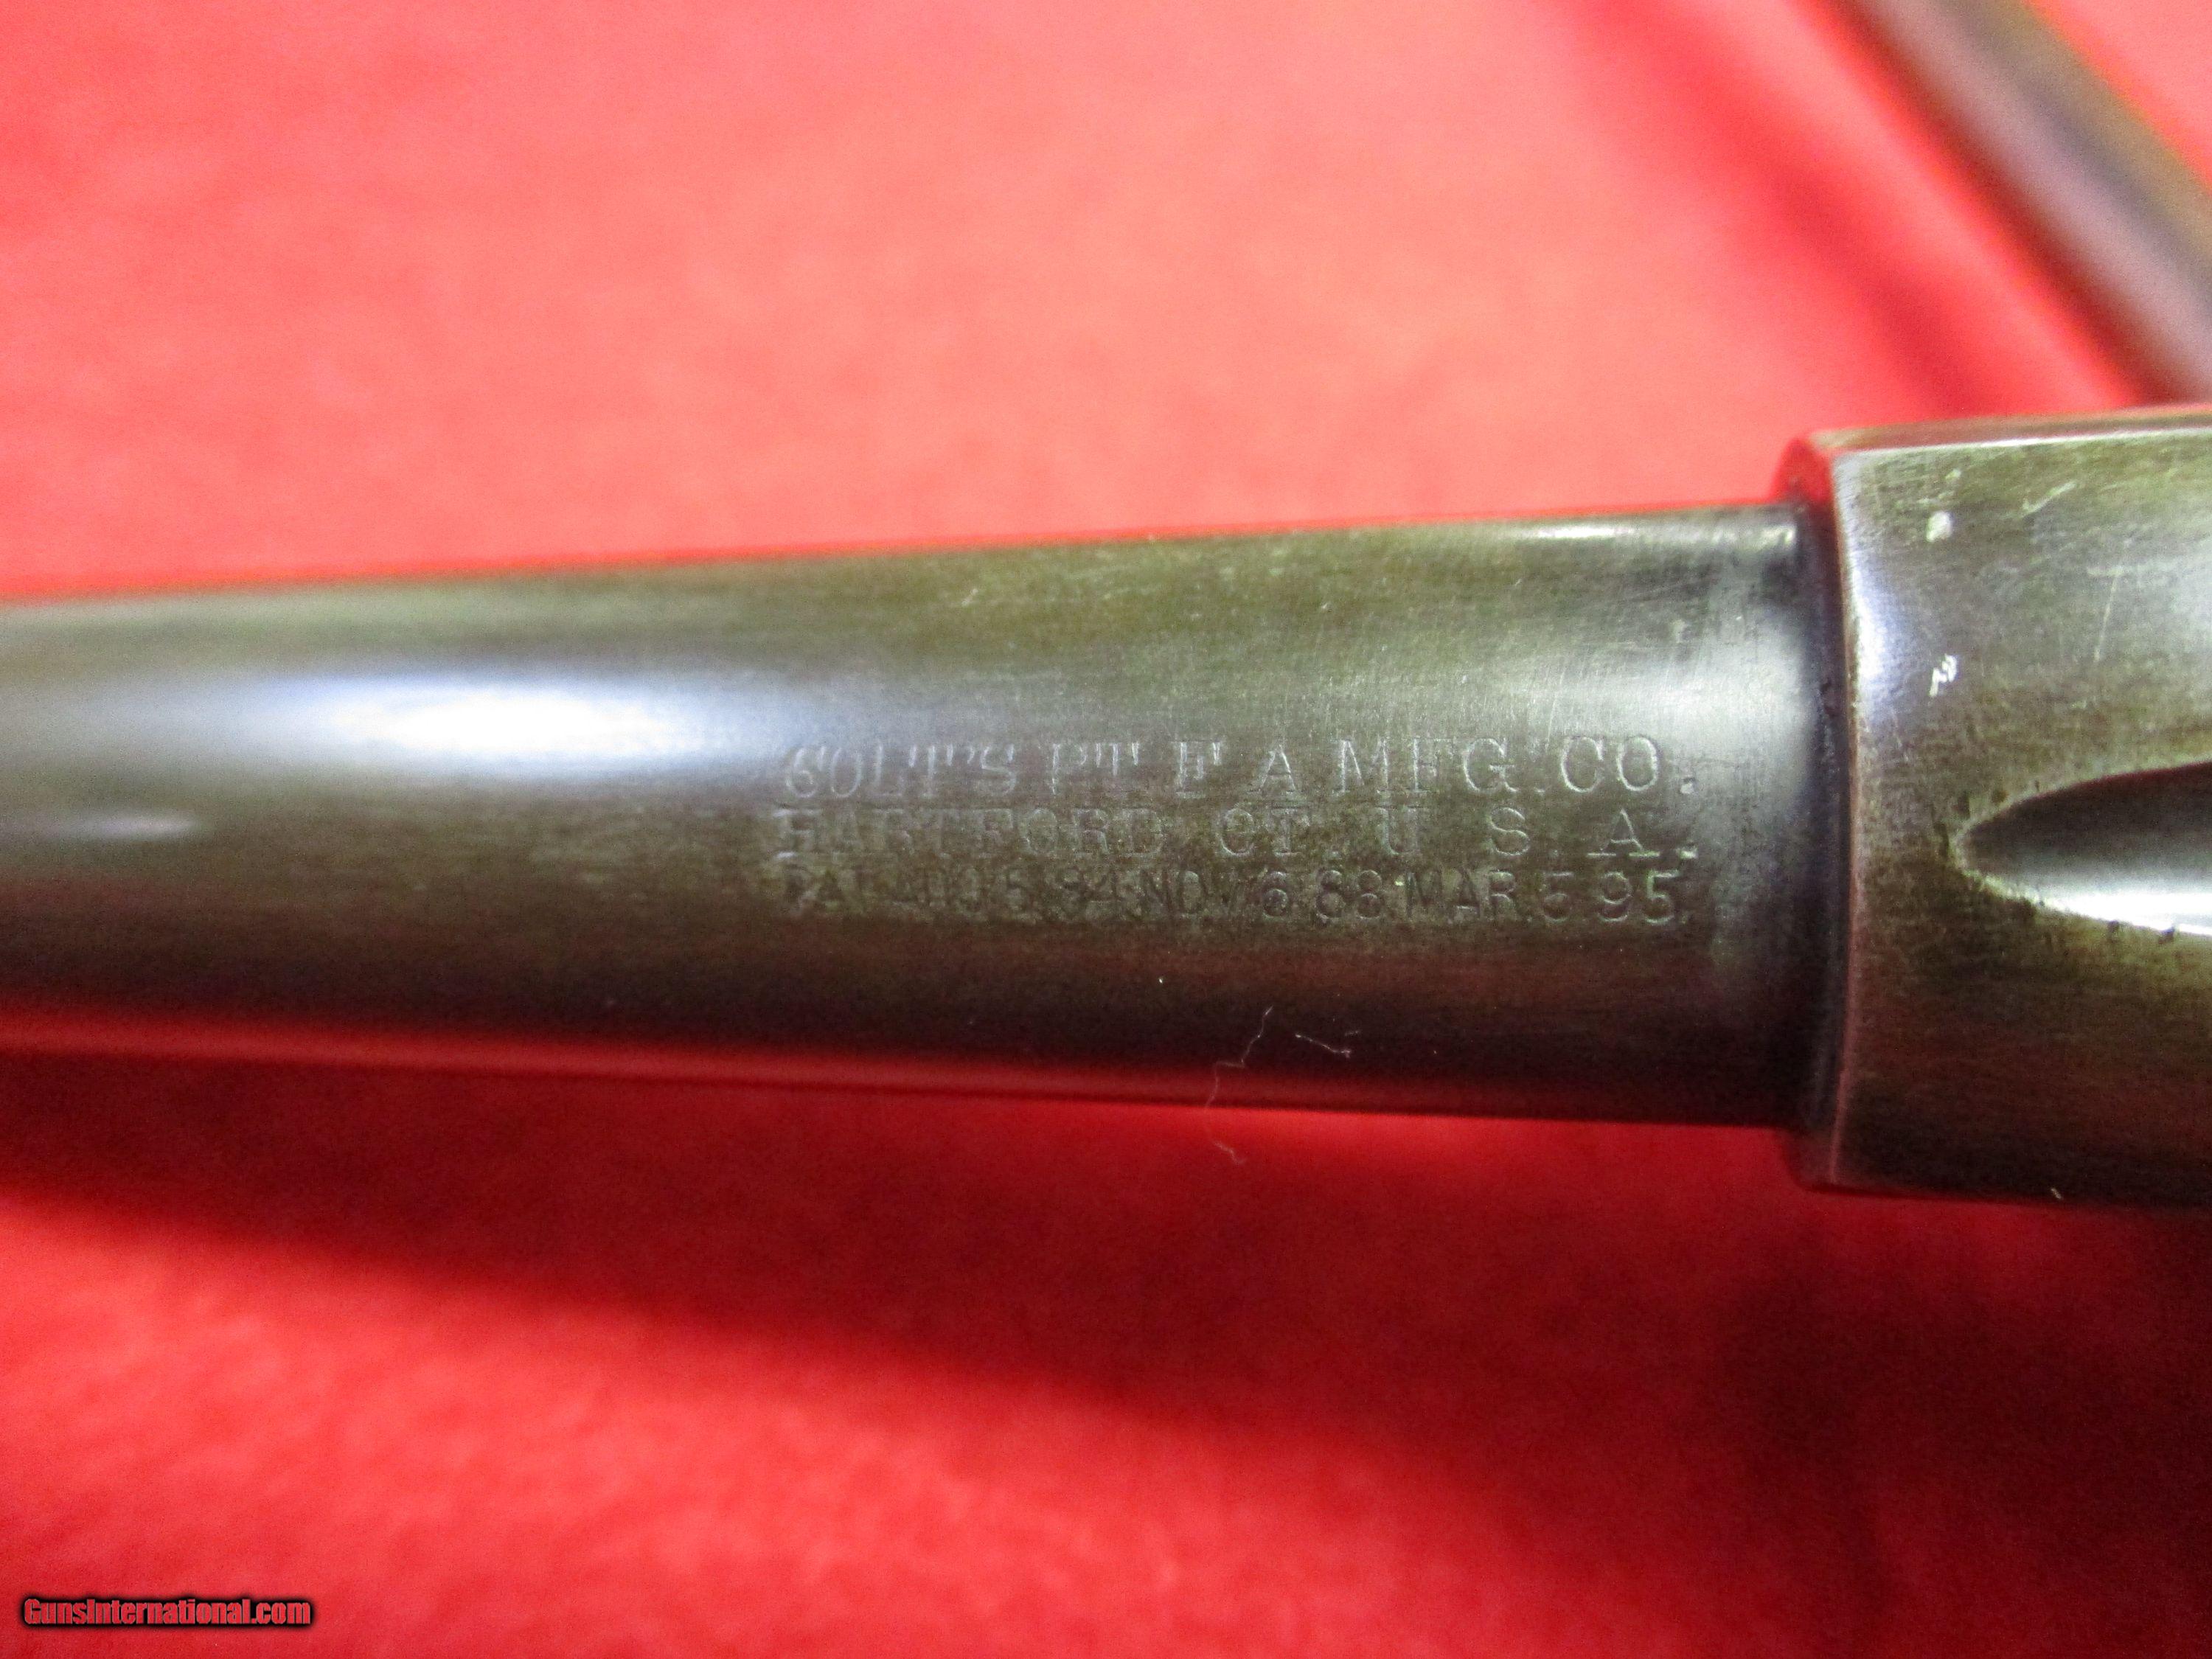 COLT'S PT. F. A. MFG. CO.
HARTFORD CT. U. S. A.
PAT. AUG. 5. 84. NOV. 6. 88. MAR. 5. 95.
GunsInternational.com